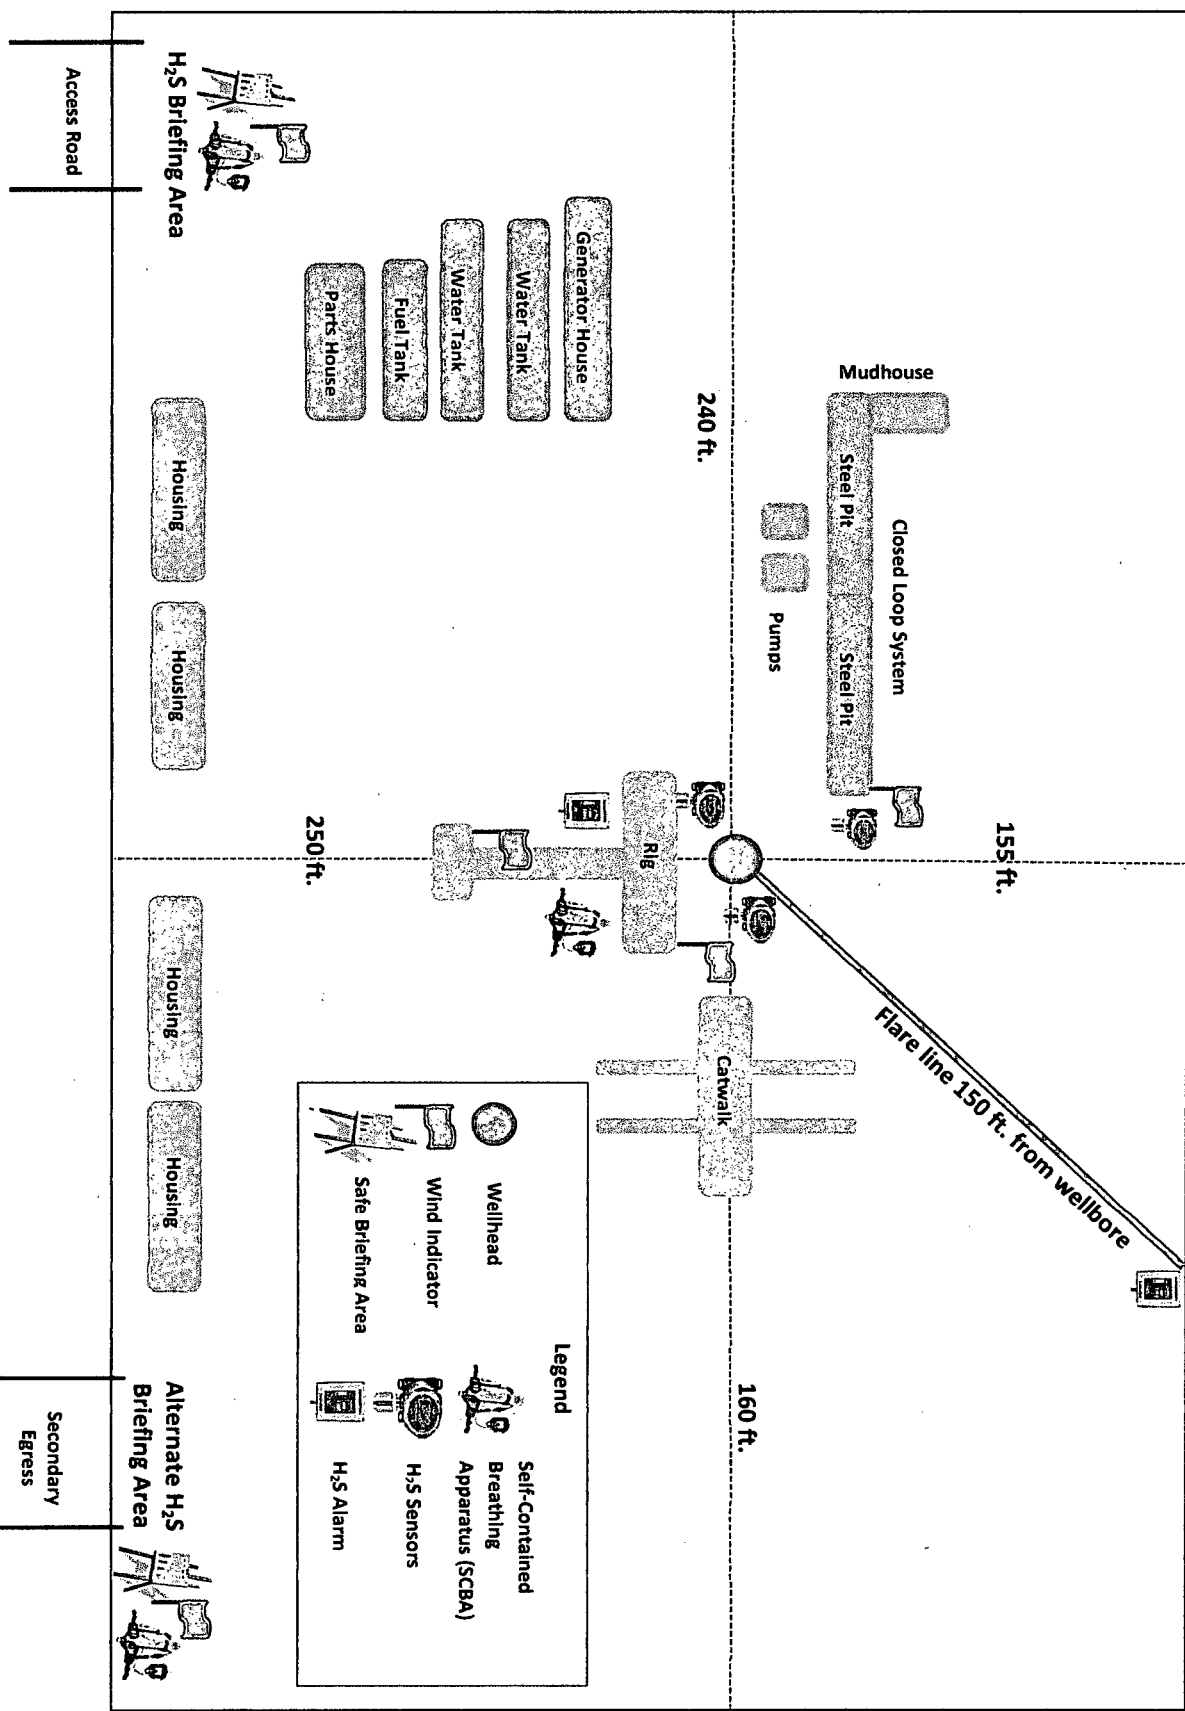 Access Road
H₂S Briefing Area
Generator House
Water Tank
Water Tank
Fuel Tank
Parts House
Mudhouse
Steel Pit
Steel Pit
Closed Loop System
Pumps
240 ft.
155 ft.
250 ft.
160 ft.
Rig
Catwalk
Flare line 150 ft. from wellbore
Housing
Housing
Housing
Housing
Legend
Wellhead
Wind Indicator
Safe Briefing Area
Self-Contained
Breathing
Apparatus (SCBA)
H₂S Sensors
H₂S Alarm
Alternate H₂S
Briefing Area
Secondary
Egress